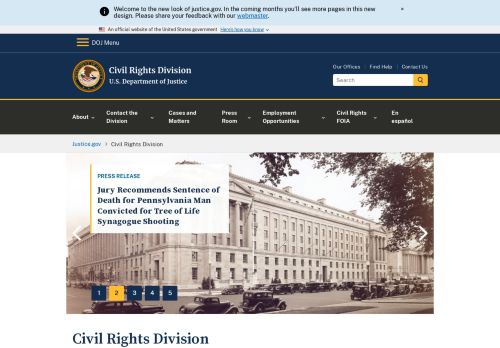 Welcome to the new look of justice.gov. In the coming months you'll see more pages in this new
design. Please share your feedback with our webmaster.
×
An official website of the United States government Here's how you know
DOJ Menu
Civil Rights Division
U.S. Department of Justice
Our Offices Find Help Contact Us
Search
About
Contact the
Division
Cases and
Matters
Press
Room
Employment
Opportunities
Civil Rights
FOIA
En
español
Justice.gov Civil Rights Division
PRESS RELEASE
Jury Recommends Sentence of
Death for Pennsylvania Man
Convicted for Tree of Life
Synagogue Shooting
1 2 3 4 5
Civil Rights Division